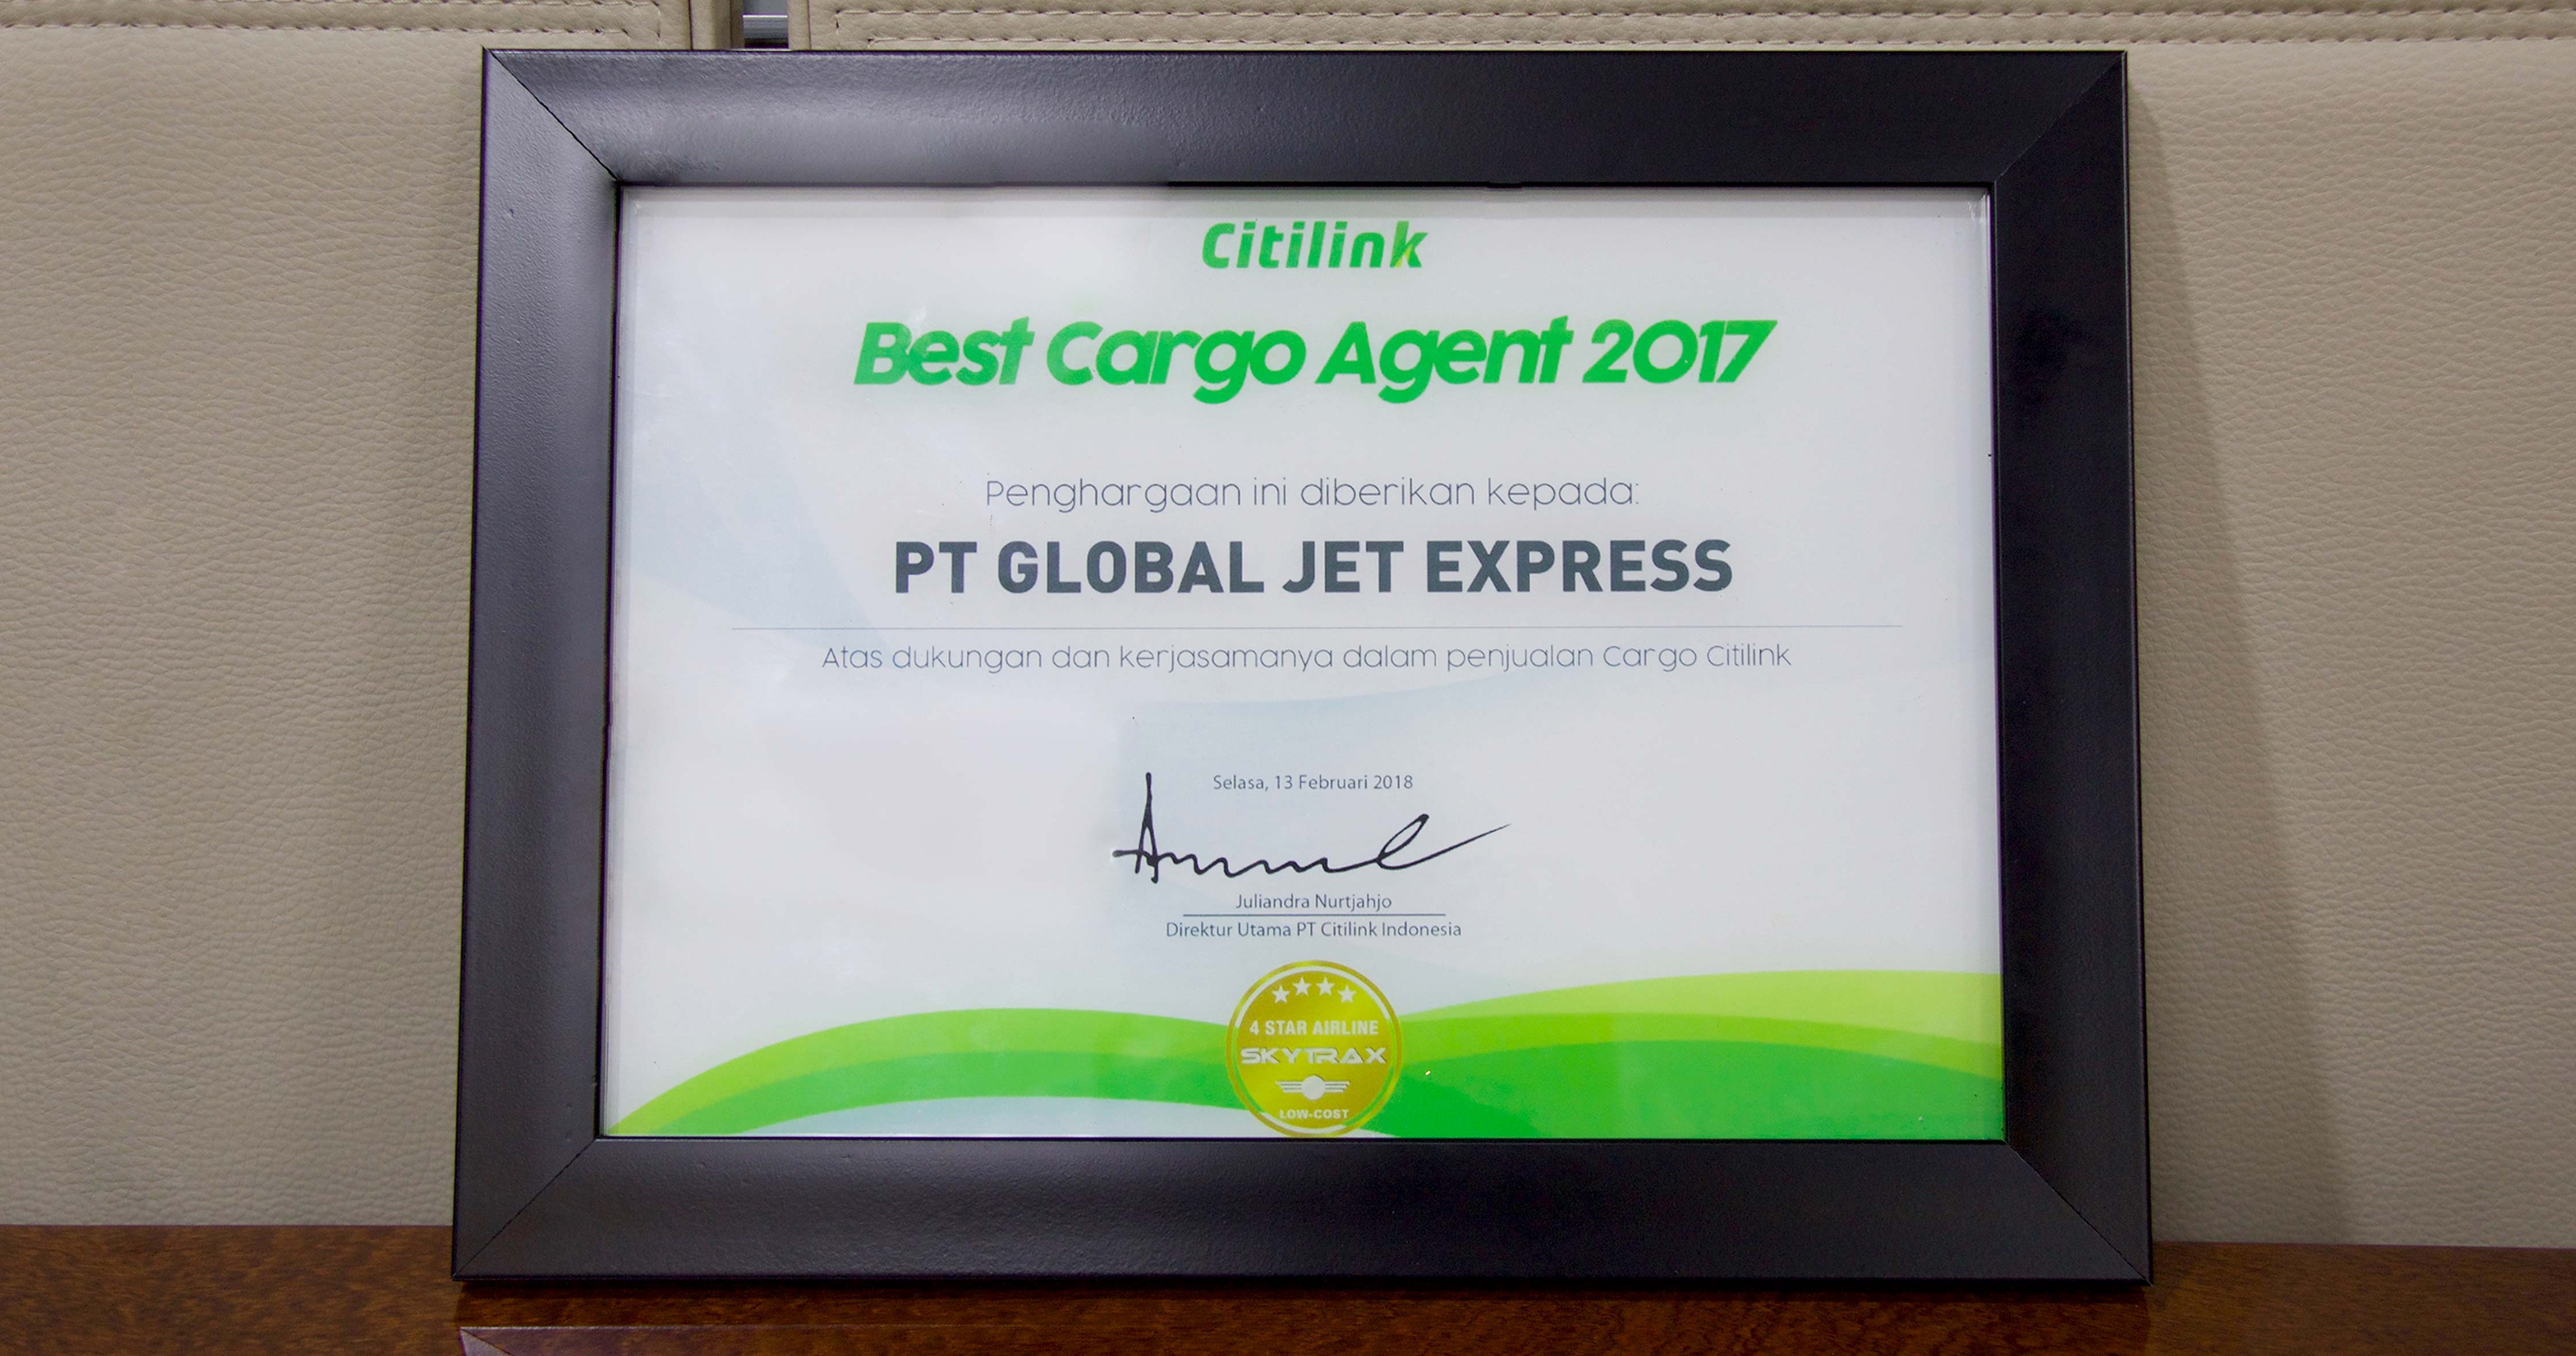 Citilink
Best Cargo Agent 2017
Penghargaan ini diberikan kepada:
PT GLOBAL JET EXPRESS
Atas dukungan dan kerjasamanya dalam penjualan Cargo Citilink
Selasa, 13 Februari 2018
Juliandra Nurtjahjo
Direktur Utama PT Citilink Indonesia
4 STAR AIRLINE
SKYTRAX
LOW-COST